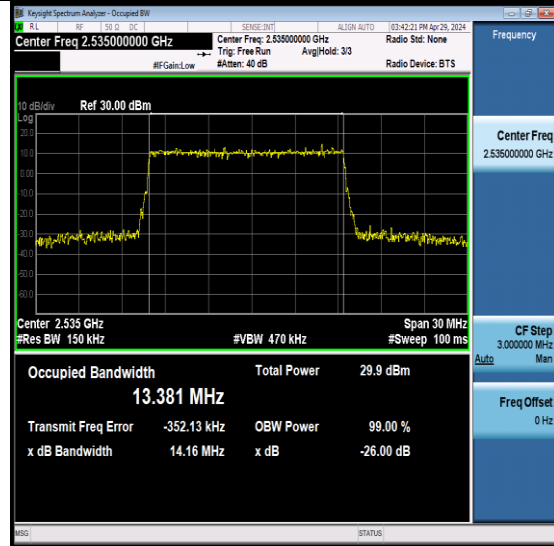 Keysight Spectrum Analyzer - Occupied BW
RL RF 50 Ω DC SENSE:INT ALIGN AUTO 03:42:21 PM Apr 29, 2024
Center Freq 2.535000000 GHz Center Freq: 2.535000000 GHz Radio Std: None
Trig: Free Run Avg|Hold: 3/3
#IFGain:Low #Atten: 40 dB Radio Device: BTS
10 dB/div Ref 30.00 dBm
Log
20.0
10.0
0.00
-10.0
-20.0
-30.0
-40.0
-50.0
-60.0
Center 2.535 GHz Span 30 MHz
#Res BW 150 kHz #VBW 470 kHz #Sweep 100 ms
Occupied Bandwidth Total Power 29.9 dBm
13.381 MHz
Transmit Freq Error -352.13 kHz OBW Power 99.00 %
x dB Bandwidth 14.16 MHz x dB -26.00 dB
MSG STATUS
Frequency
Center Freq
2.535000000 GHz
CF Step
3.000000 MHz
Auto Man
Freq Offset
0 Hz